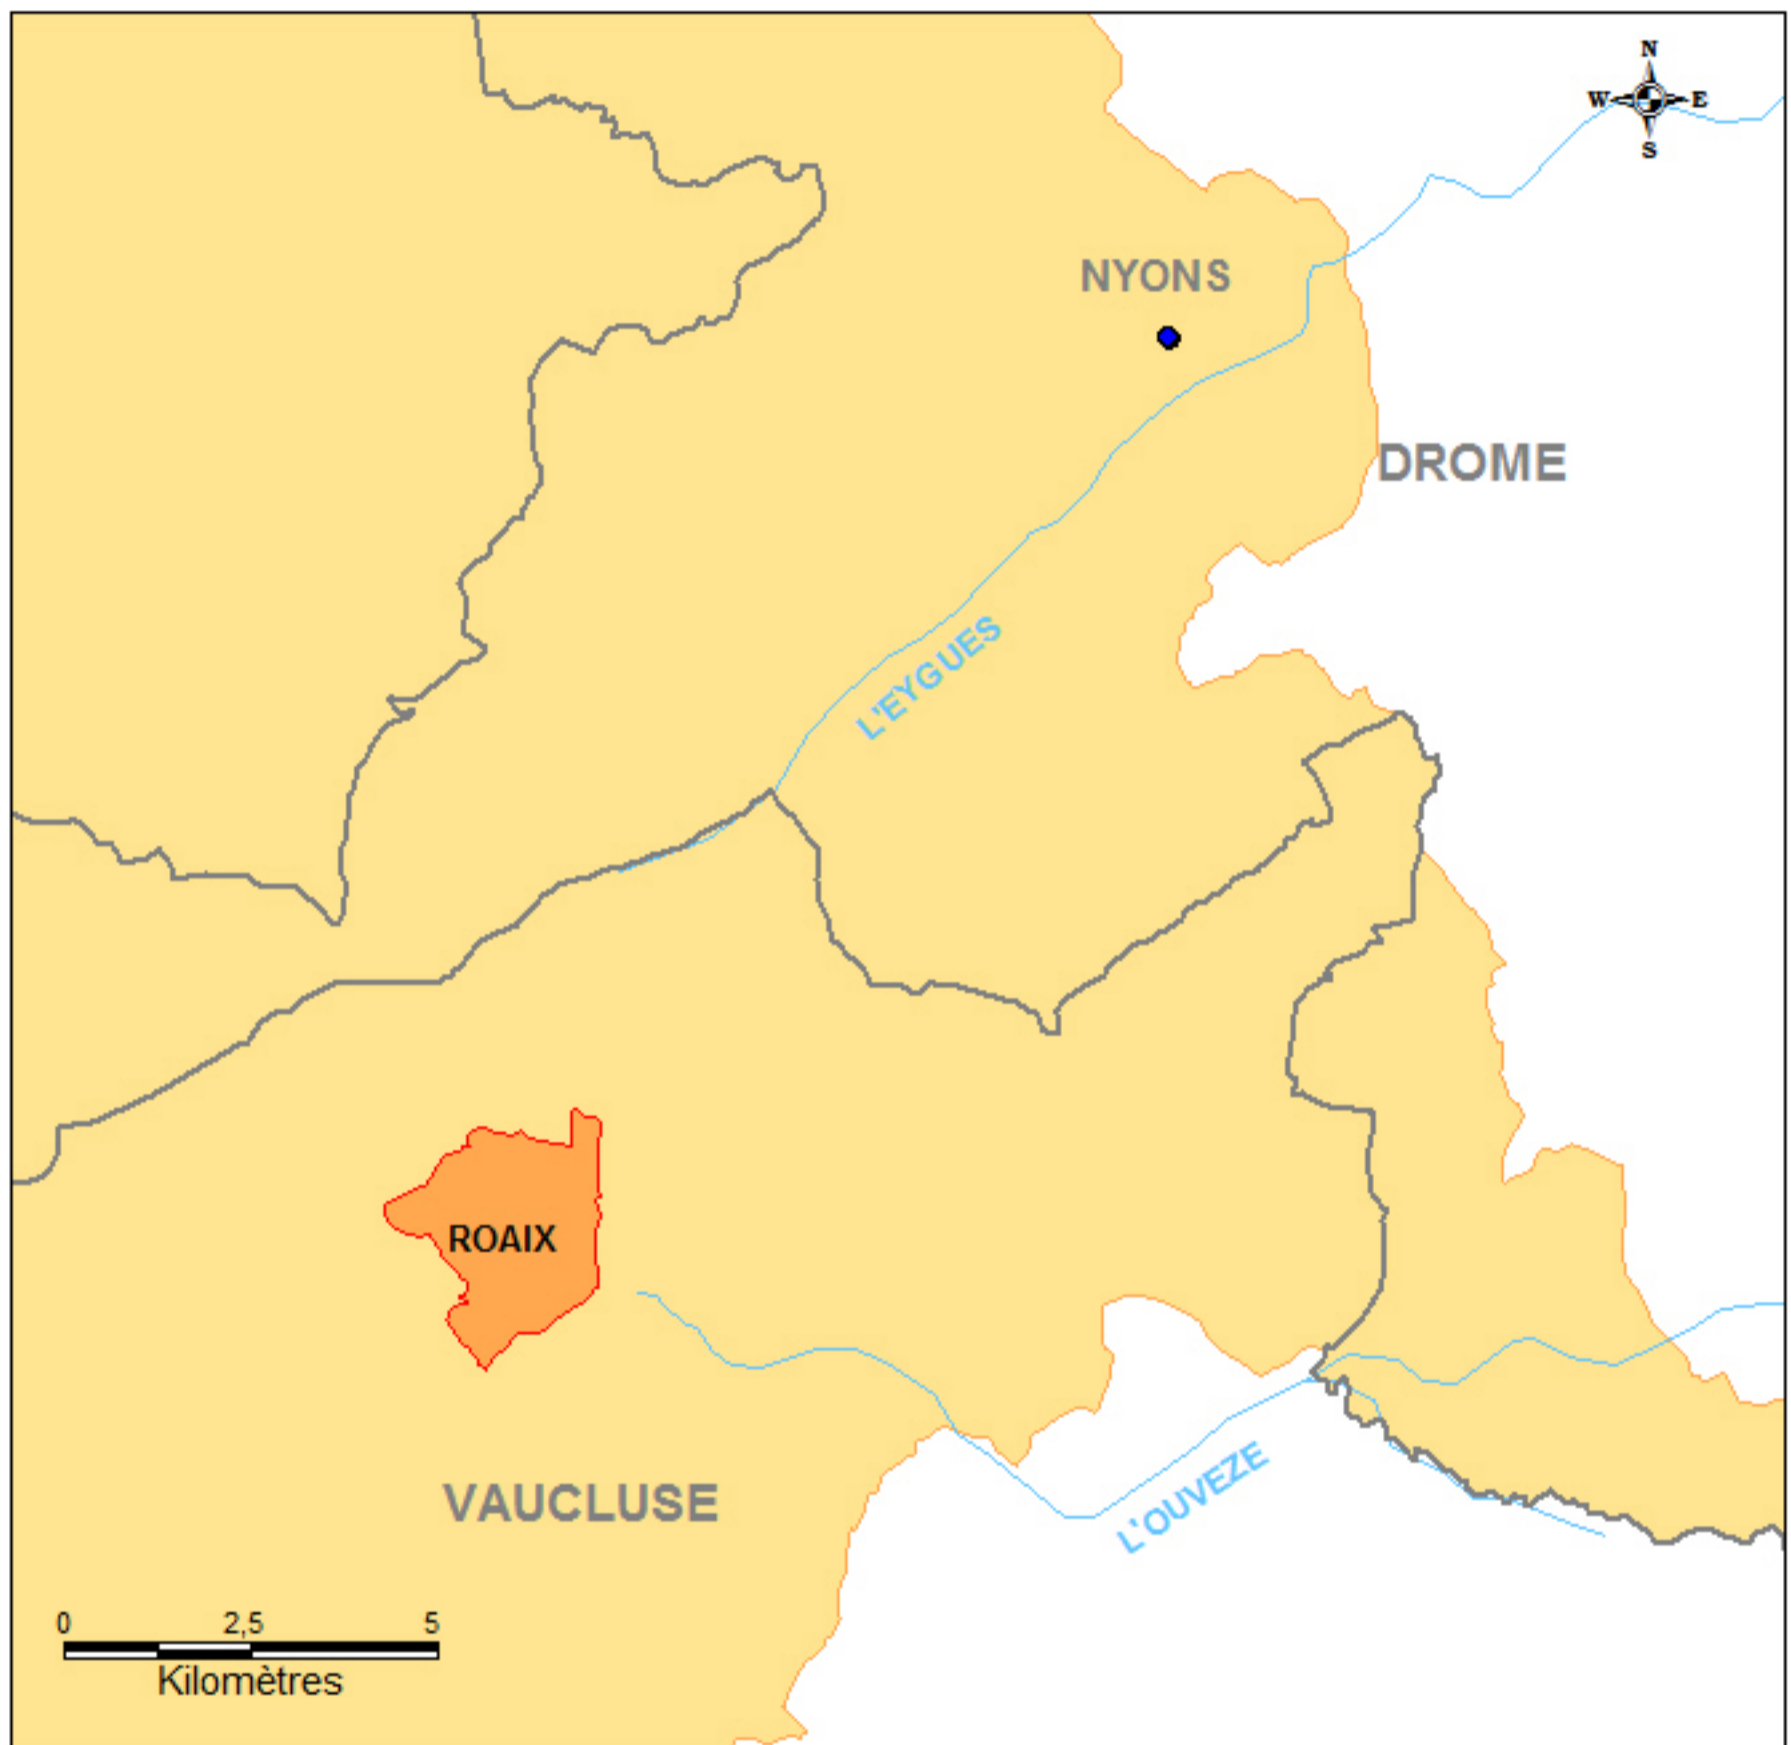 N
W E
S
NYONS
DROME
L'EYGUES
ROAIX
VAUCLUSE
L'OUVEZE
0 2,5 5
Kilomètres